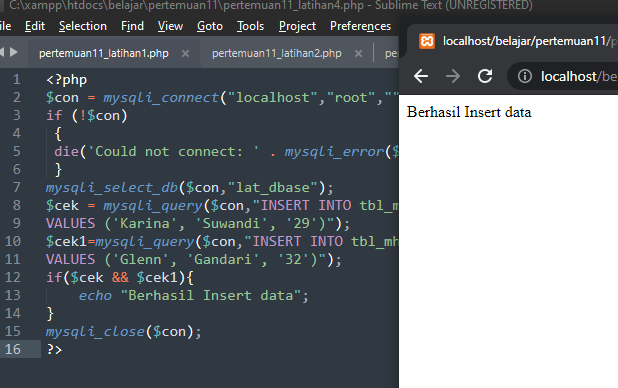 C:\xampp\htdocs\belajar\pertemuan11\pertemuan11_latihan4.php - Sublime Text (UNREGISTERED)
File Edit Selection Find View Goto Tools Project Preferences
pertemuan11_latihan1.php × pertemuan11_latihan2.php ×
1 <?php
2 $con = mysqli_connect("localhost","root",""
3 if (!$con)
4 {
5 die('Could not connect: ' . mysqli_error($
6 }
7 mysqli_select_db($con,"lat_dbase");
8 $cek = mysqli_query($con,"INSERT INTO tbl_m
9 VALUES ('Karina', 'Suwandi', '29')");
10 $cek1=mysqli_query($con,"INSERT INTO tbl_mh
11 VALUES ('Glenn', 'Gandari', '32')");
12 if($cek && $cek1){
13 echo "Berhasil Insert data";
14 }
15 mysqli_close($con);
16 ?>
localhost/belajar/pertemuan11/p
localhost/be
Berhasil Insert data